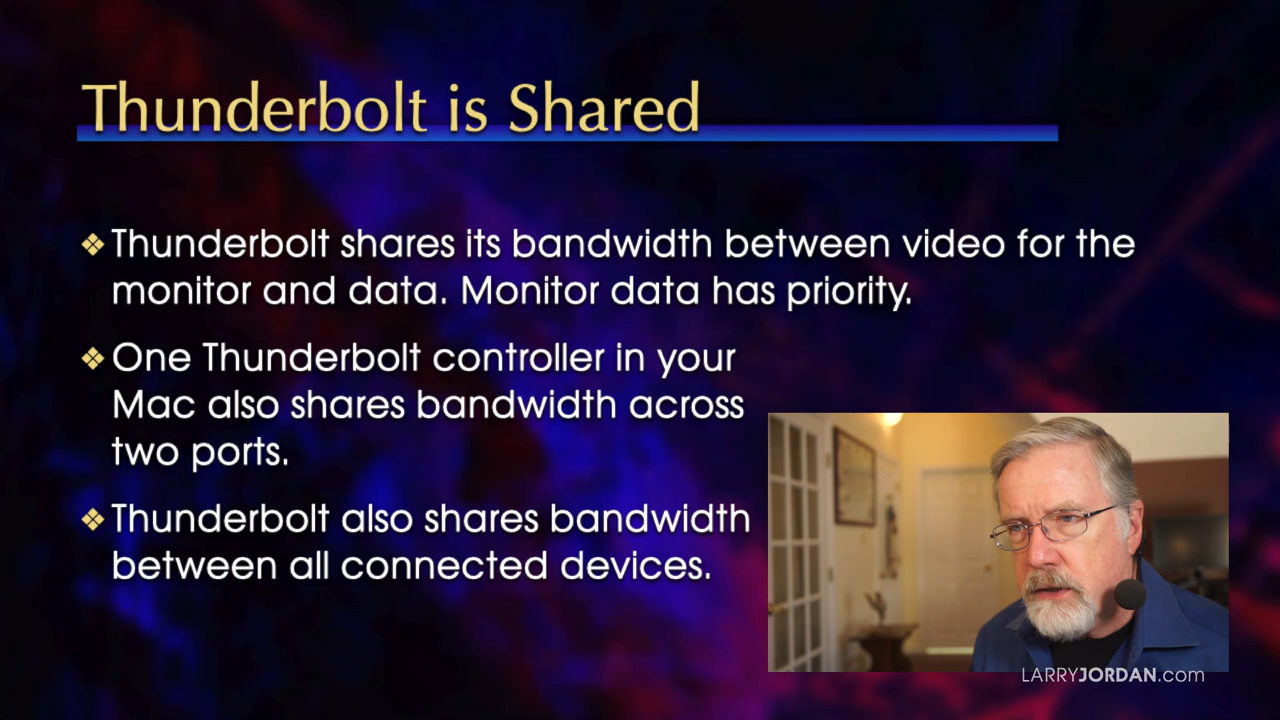 Thunderbolt is Shared
Thunderbolt shares its bandwidth between video for the
monitor and data. Monitor data has priority.
One Thunderbolt controller in your
Mac also shares bandwidth across
two ports.
Thunderbolt also shares bandwidth
between all connected devices.
LARRYJORDAN.com